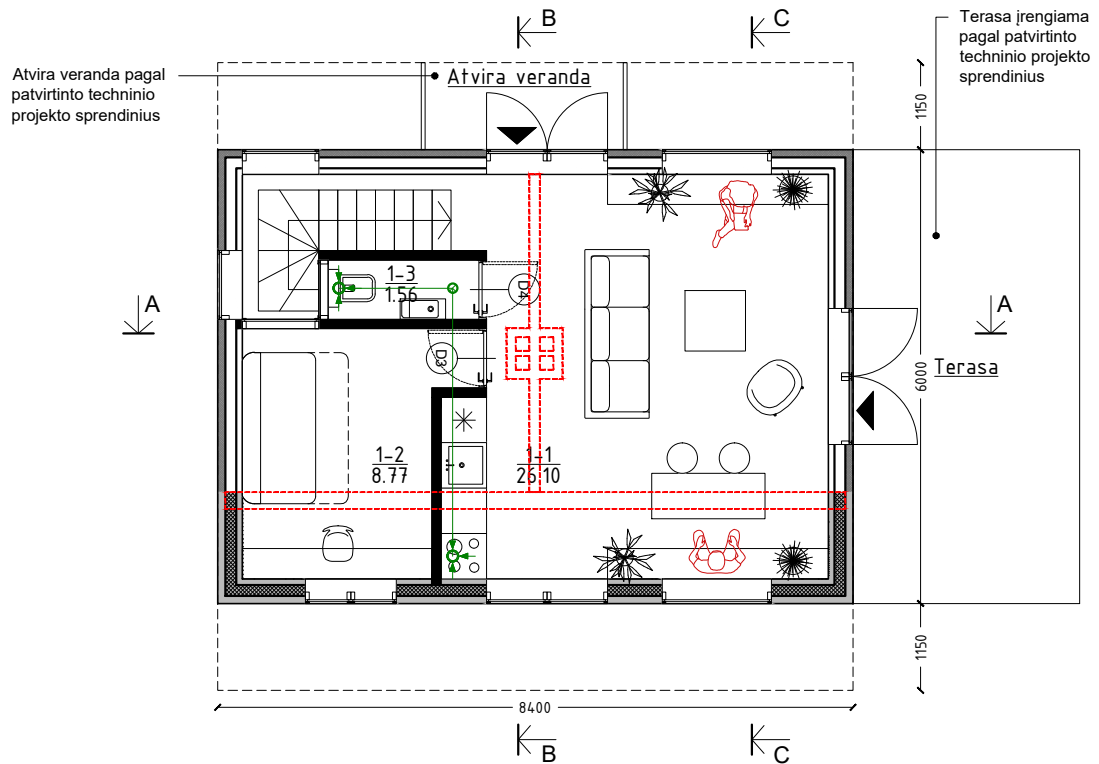 B
C
Terasa įrengiama
pagal patvirtinto
techninio projekto
sprendinius
Atvira veranda pagal
patvirtinto techninio
projekto sprendinius
Atvira veranda
1150
1-3
1.56
D4
A
A
D3
6000
Terasa
1-2
8.77
1-1
26.10
1150
8400
B
C